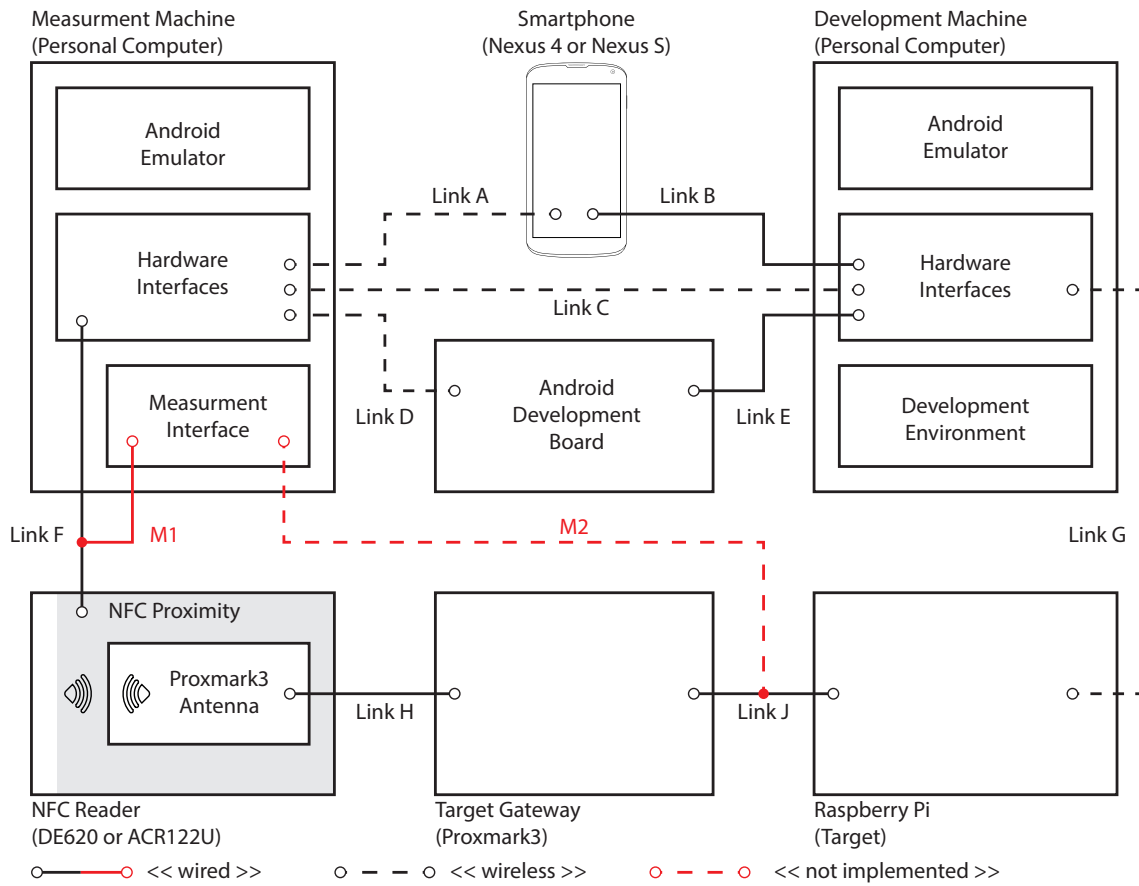 Measurment Machine
(Personal Computer)
Smartphone
(Nexus 4 or Nexus S)
Development Machine
(Personal Computer)
Android
Emulator
Android
Emulator
Link A
Link B
Hardware
Interfaces
Hardware
Interfaces
Link C
Measurment
Interface
Link D
Android
Development
Board
Link E
Development
Environment
Link F
M1
M2
Link G
NFC Proximity
Proxmark3
Antenna
Link H
Link J
NFC Reader
(DE620 or ACR122U)
Target Gateway
(Proxmark3)
Raspberry Pi
(Target)
<< wired >>
<< wireless >>
<< not implemented >>